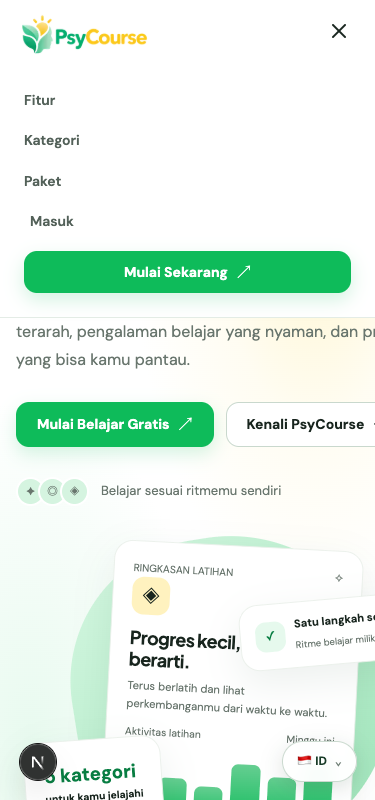 PsyCourse
Fitur
Kategori
Paket
Masuk
Mulai Sekarang ↗
terarah, pengalaman belajar yang nyaman, dan
yang bisa kamu pantau.
Mulai Belajar Gratis ↗
Kenali PsyCourse
Belajar sesuai ritmemu sendiri
RINGKASAN LATIHAN
Satu langkah
Ritme belajar
Progres kecil,
berarti.
Terus berlatih dan lihat
perkembanganmu dari waktu ke waktu.
Aktivitas latihan
Minggu ini
kategori
untuk kamu jelajahi
N
ID